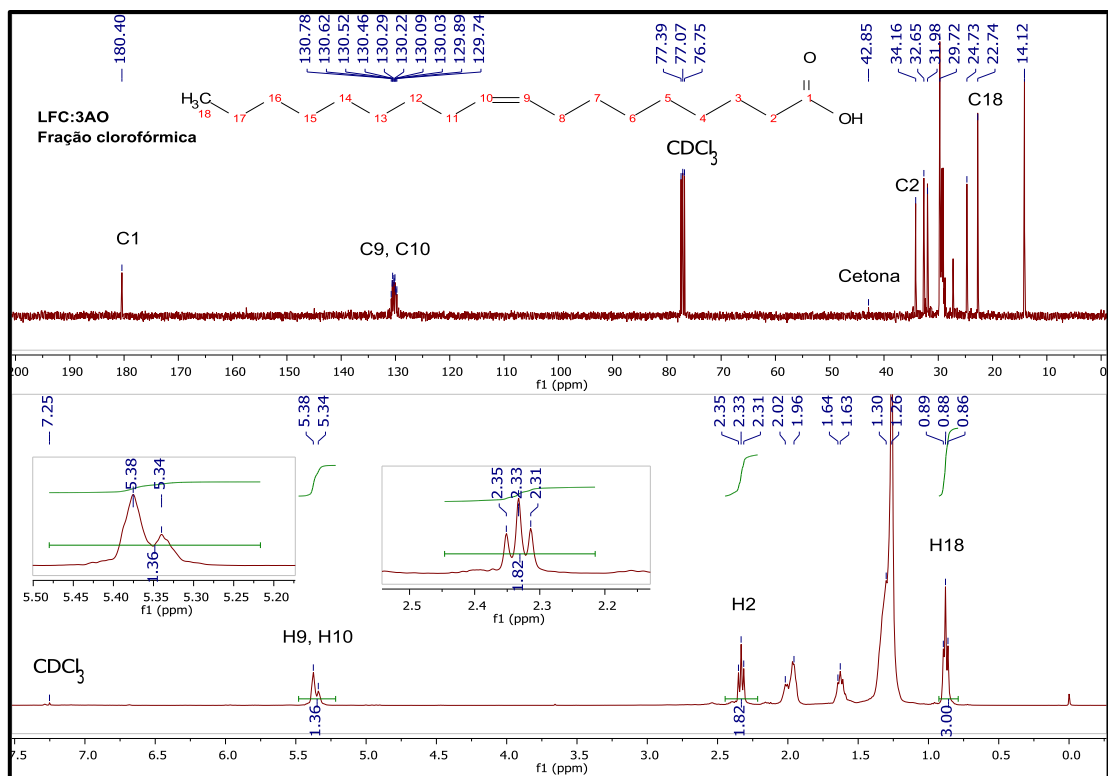 180.40
130.78
130.62
130.52
130.46
130.29
130.22
130.09
130.03
129.89
129.74
77.39
77.07
76.75
42.85
34.16
32.65
31.98
29.72
24.73
22.74
14.12
H3C
18
17
16
15
14
13
12
11
10
9
8
7
6
5
4
3
2
1
O
OH
LFC:3AO
Fração clorofórmica
C1
C9, C10
CDCl3
Cetona
C2
C18
200 190 180 170 160 150 140 130 120 110 100 90 80 70 60 50 40 30 20 10 0
f1 (ppm)
7.25
5.38
5.34
2.35
2.33
2.31
2.02
1.96
1.64
1.63
1.30
1.26
0.89
0.88
0.86
5.38
5.34
1.36
5.50 5.45 5.40 5.35 5.30 5.25 5.20
f1 (ppm)
2.35
2.33
2.31
1.82
2.5 2.4 2.3 2.2
f1 (ppm)
CDCl3
H9, H10
H2
H18
1.36
1.82
3.00
7.5 7.0 6.5 6.0 5.5 5.0 4.5 4.0 3.5 3.0 2.5 2.0 1.5 1.0 0.5 0.0
f1 (ppm)